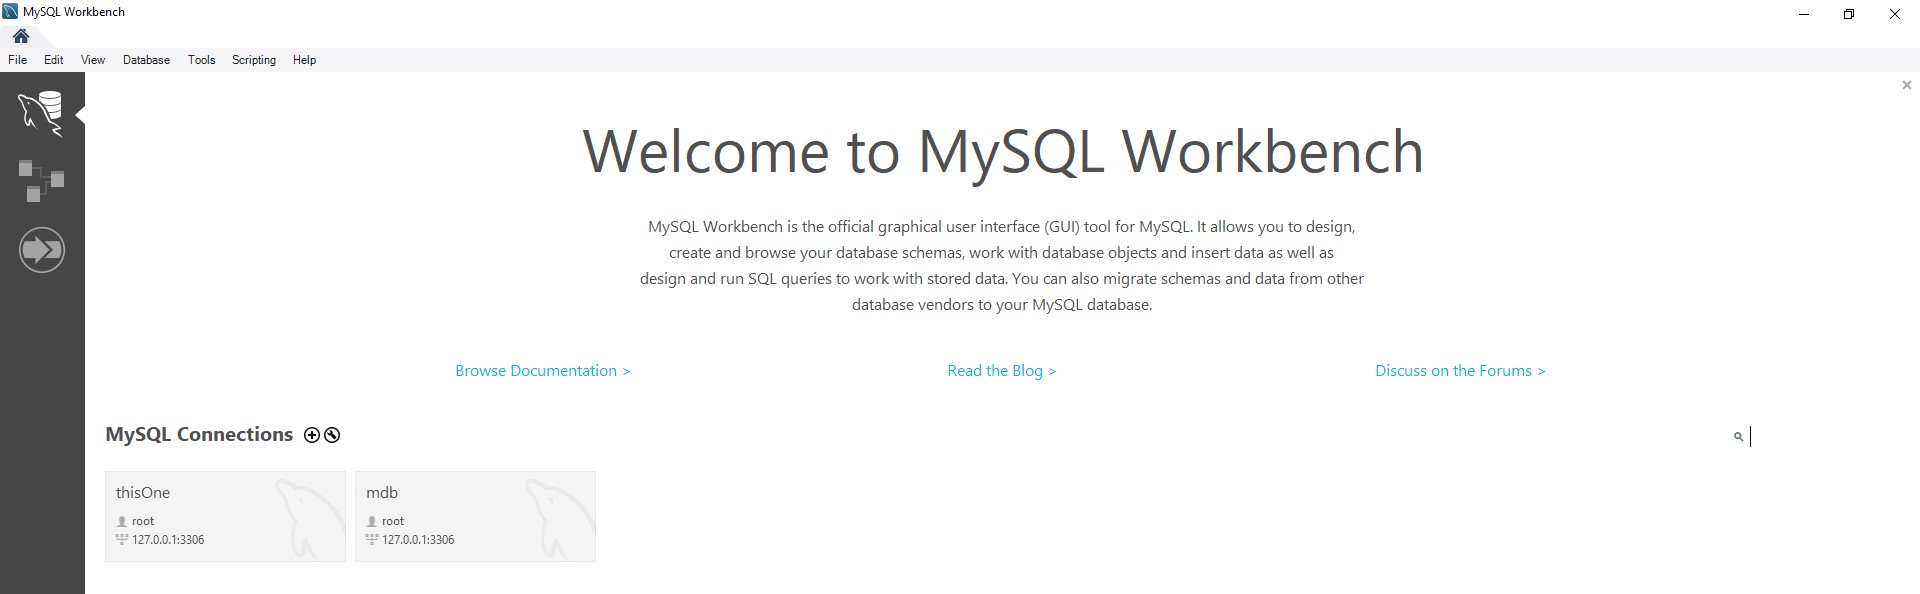 MySQL Workbench
File Edit View Database Tools Scripting Help
Welcome to MySQL Workbench
MySQL Workbench is the official graphical user interface (GUI) tool for MySQL. It allows you to design,
create and browse your database schemas, work with database objects and insert data as well as
design and run SQL queries to work with stored data. You can also migrate schemas and data from other
database vendors to your MySQL database.
Browse Documentation > Read the Blog > Discuss on the Forums >
MySQL Connections
thisOne
root
127.0.0.1:3306
mdb
root
127.0.0.1:3306